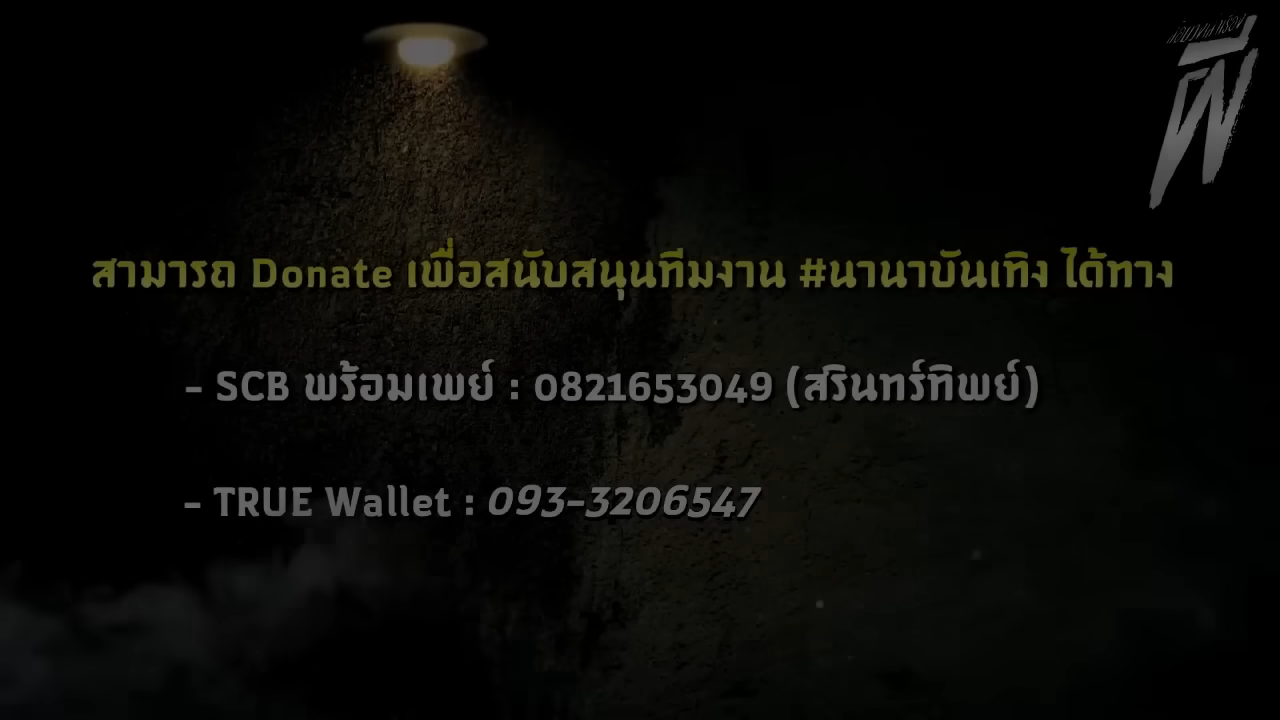 ผี
สามารถ Donate เพื่อสนับสนุนทีมงาน #นานาบันเทิง ได้ทาง
- SCB พร้อมเพย์ : 0821653049 (สรินทร์ทิพย์)
- TRUE Wallet : 093-3206547